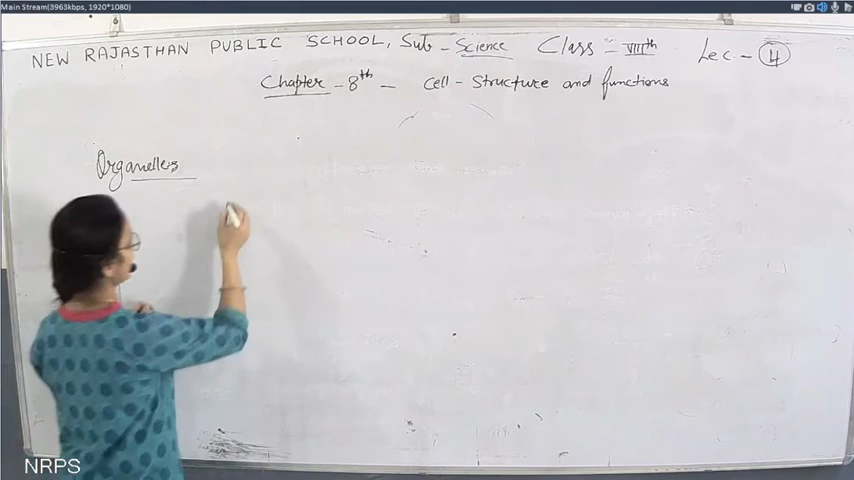 Main Stream(3963kbps, 1920*1080)
NEW RAJASTHAN PUBLIC SCHOOL, Sub - Science Class - VIIIth Lec. - 4
Chapter - 8th - Cell - Structure and functions
Organellers
NRPS